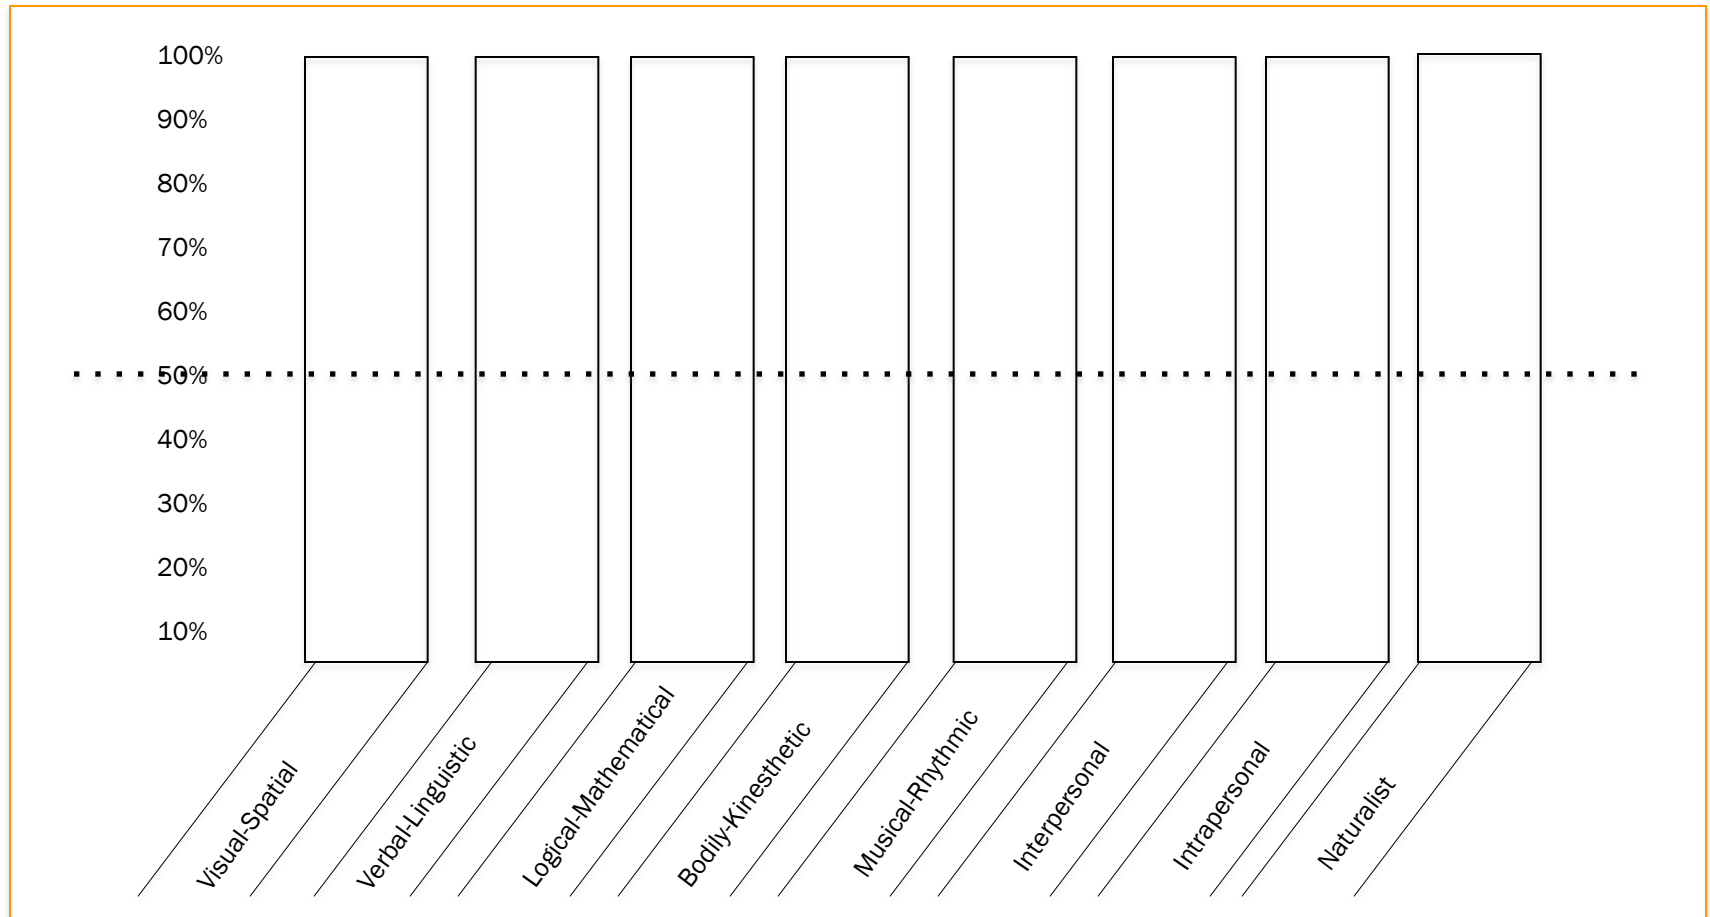 100%
90%
80%
70%
60%
50%
40%
30%
20%
10%
Visual-Spatial
Verbal-Linguistic
Logical-Mathematical
Bodily-Kinesthetic
Musical-Rhythmic
Interpersonal
Intrapersonal
Naturalist